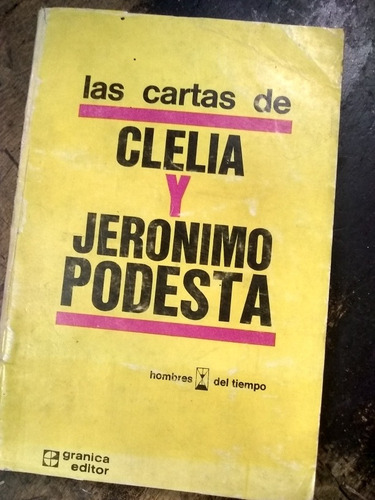 las cartas de
CLELIA
Y
JERONIMO
PODESTA
hombres del tiempo
granica
editor